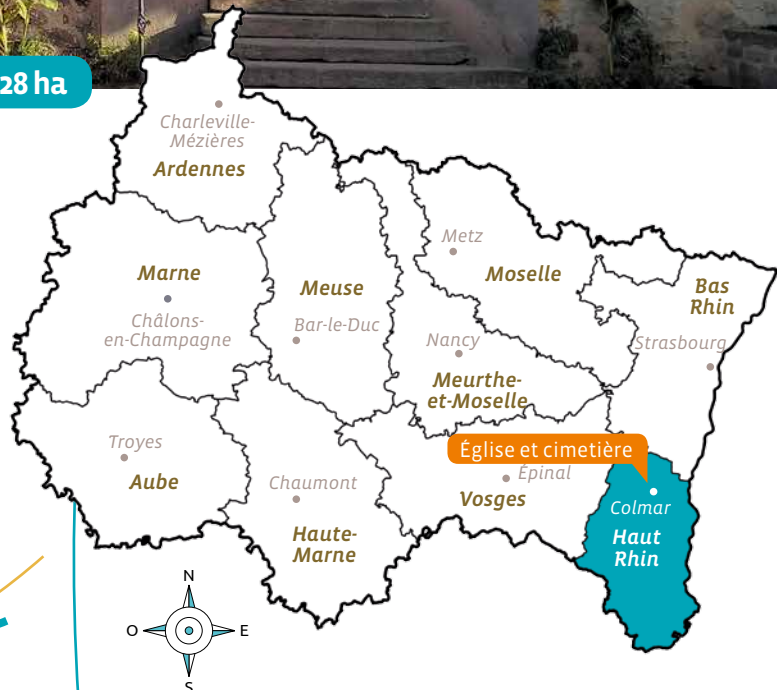 28 ha
Charleville-
Mézières
Ardennes
Metz
Moselle
Marne
Meuse
Bas
Rhin
Châlons-
en-Champagne
Bar-le-Duc
Nancy
Strasbourg
Meurthe-
et-Moselle
Troyes
Aube
Église et cimetière
Épinal
Vosges
Chaumont
Colmar
Haute-
Marne
Haut
Rhin
N
O
E
S